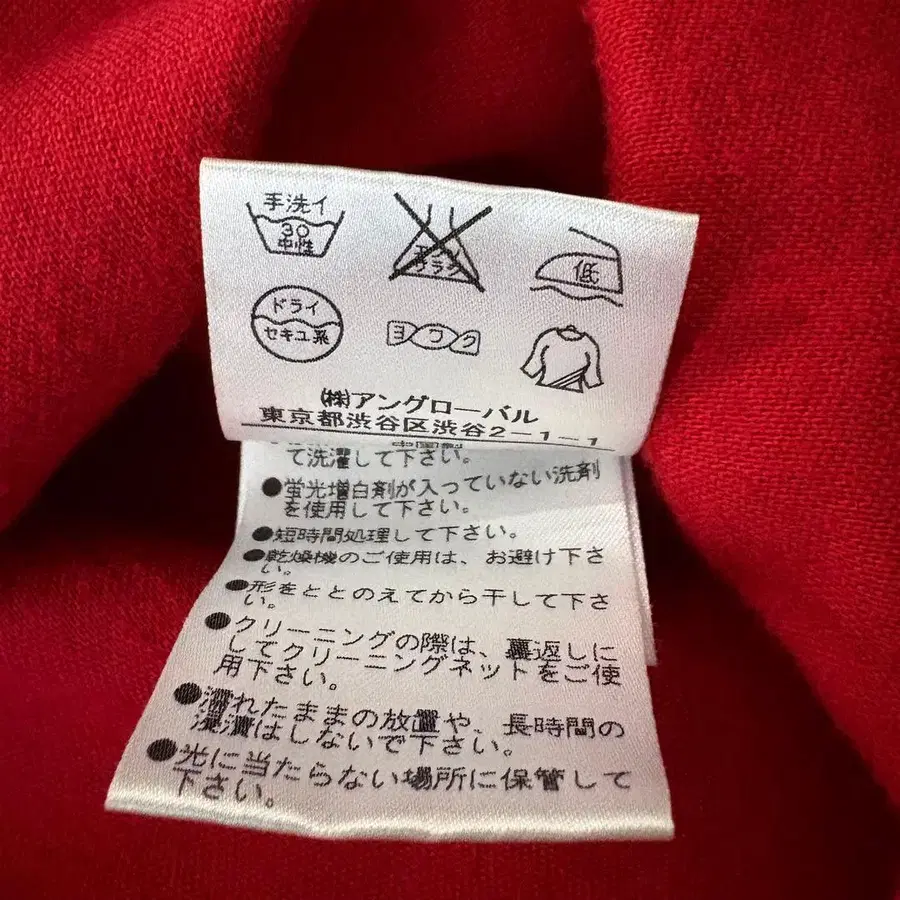 手洗イ
30
中性
エンソ
サラシ
低
ドライ
セキユ系
ヨワク
(株)アングローバル
東京都渋谷区渋谷2-1-1
中国製
て洗濯して下さい。
●蛍光増白剤が入っていない洗剤
を使用して下さい。
●短時間処理して下さい。
●乾燥機のご使用は、お避け下さ
い。
●形をととのえてから干して下さ
い。
●クリーニングの際は、裏返しに
してクリーニングネットをご使
用下さい。
●濡れたままの放置や、長時間の
浸漬はしないで下さい。
●光に当たらない場所に保管して
下さい。